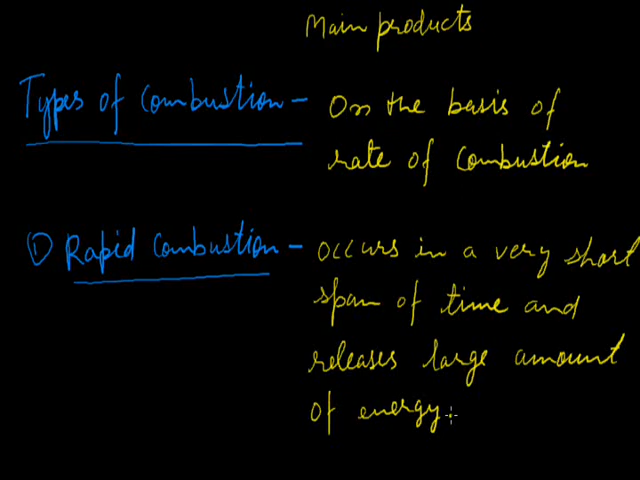 Main products
Types of Combustion - On the basis of
rate of Combustion
① Rapid Combustion - Occurs in a very short
span of time and
releases large amount
of energy